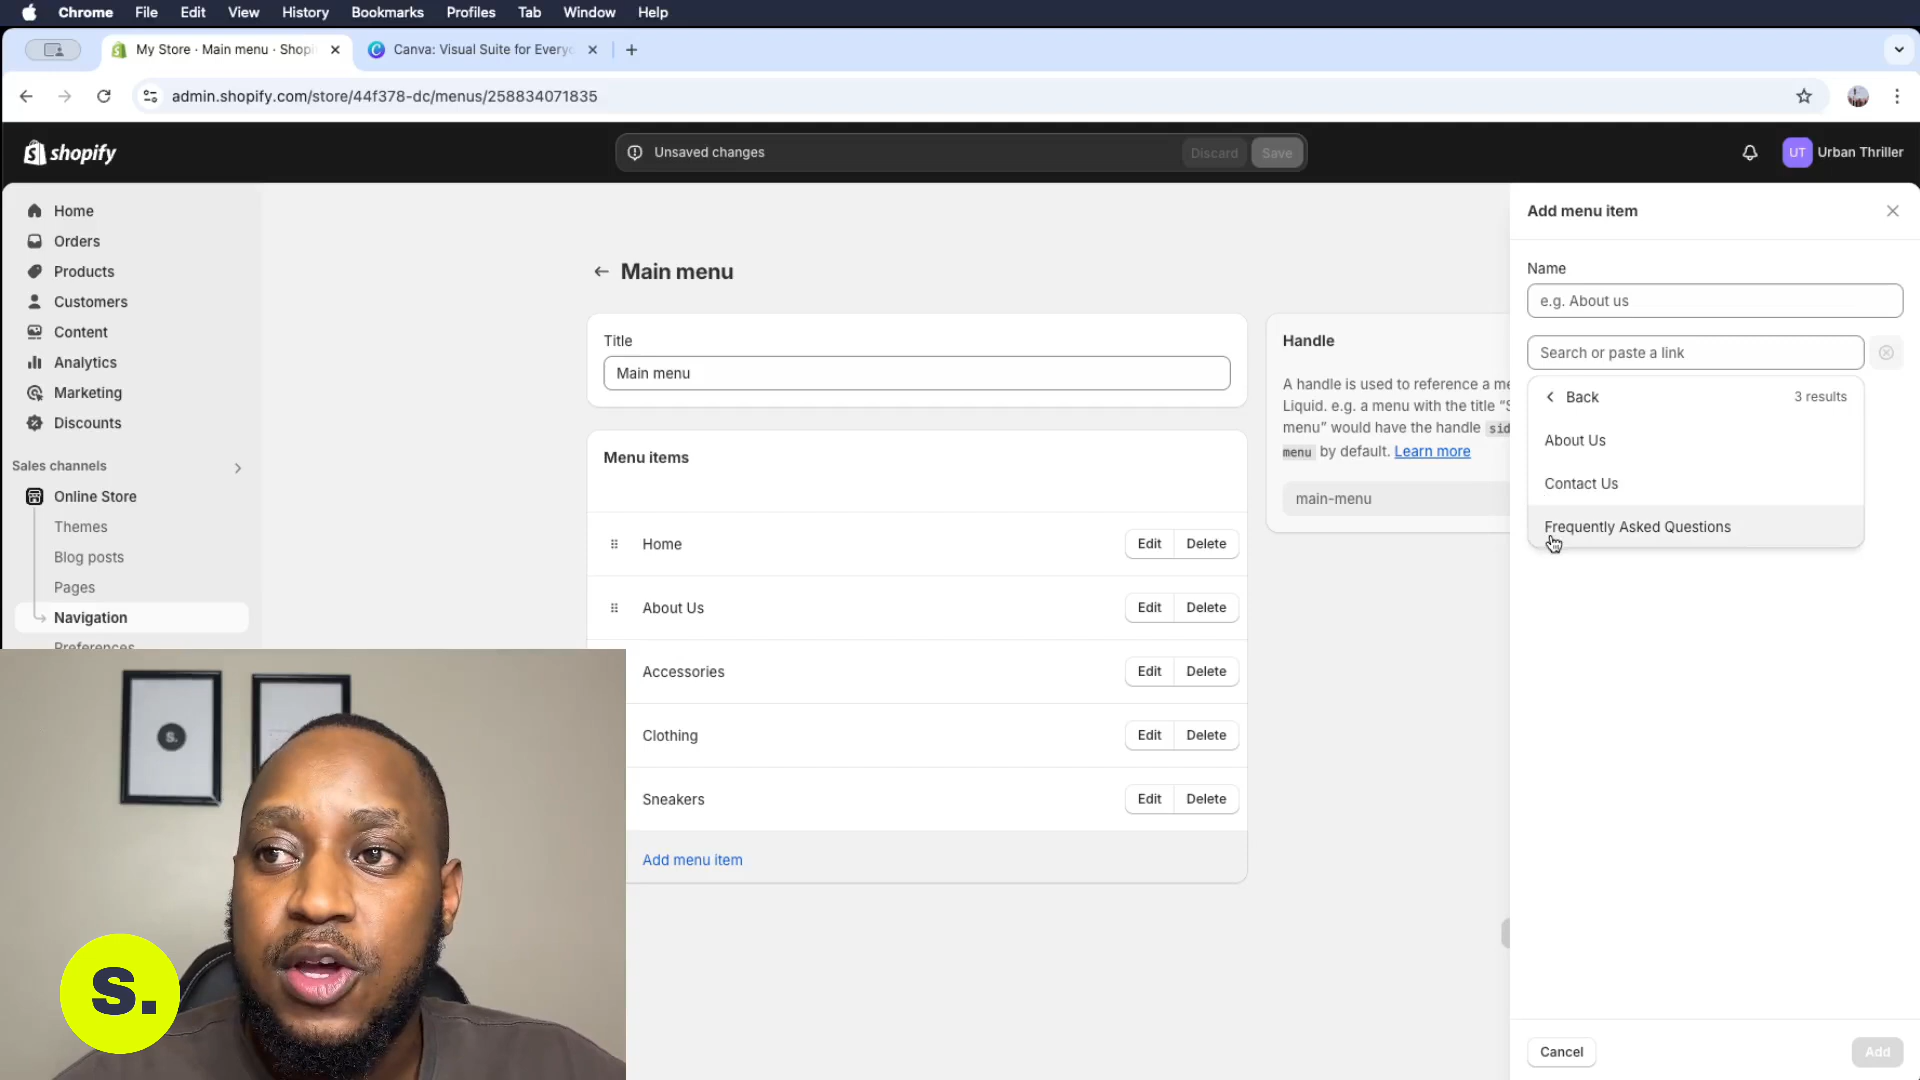 Chrome File Edit View History Bookmarks Profiles Tab Window Help
My Store · Main menu · Shopi
Canva: Visual Suite for Everyo
admin.shopify.com/store/44f378-dc/menus/258834071835
shopify
Unsaved changes
Discard
Save
UT
Urban Thriller
Home
Orders
Products
Customers
Content
Analytics
Marketing
Discounts
Sales channels
Online Store
Themes
Blog posts
Pages
Navigation
Preferences
Main menu
Title
Main menu
Menu items
Home
Edit
Delete
About Us
Edit
Delete
Accessories
Edit
Delete
Clothing
Edit
Delete
Sneakers
Edit
Delete
Add menu item
Handle
A handle is used to reference a me
Liquid. e.g. a menu with the title “S
menu” would have the handle sid
menu by default. Learn more
main-menu
Add menu item
Name
e.g. About us
Search or paste a link
Back
3 results
About Us
Contact Us
Frequently Asked Questions
Cancel
Add
s.
s.